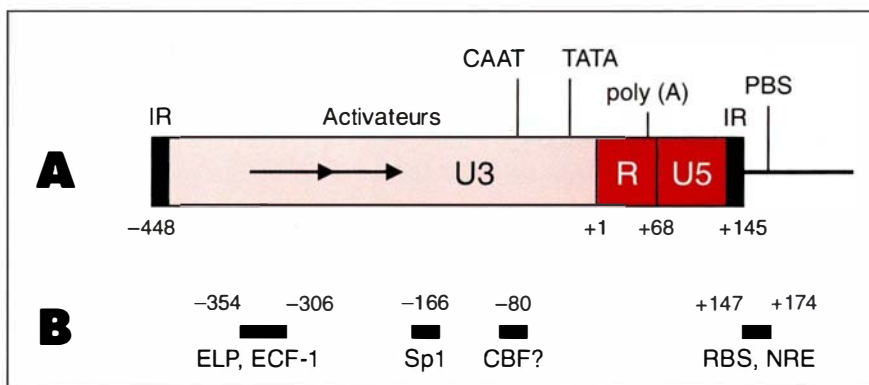 CAAT TATA
poly (A) PBS
IR Activateurs IR
A U3 R U5
−448 +1 +68 +145
−354 −306 −166 −80 +147 +174
B
ELP, ECF-1 Sp1 CBF? RBS, NRE